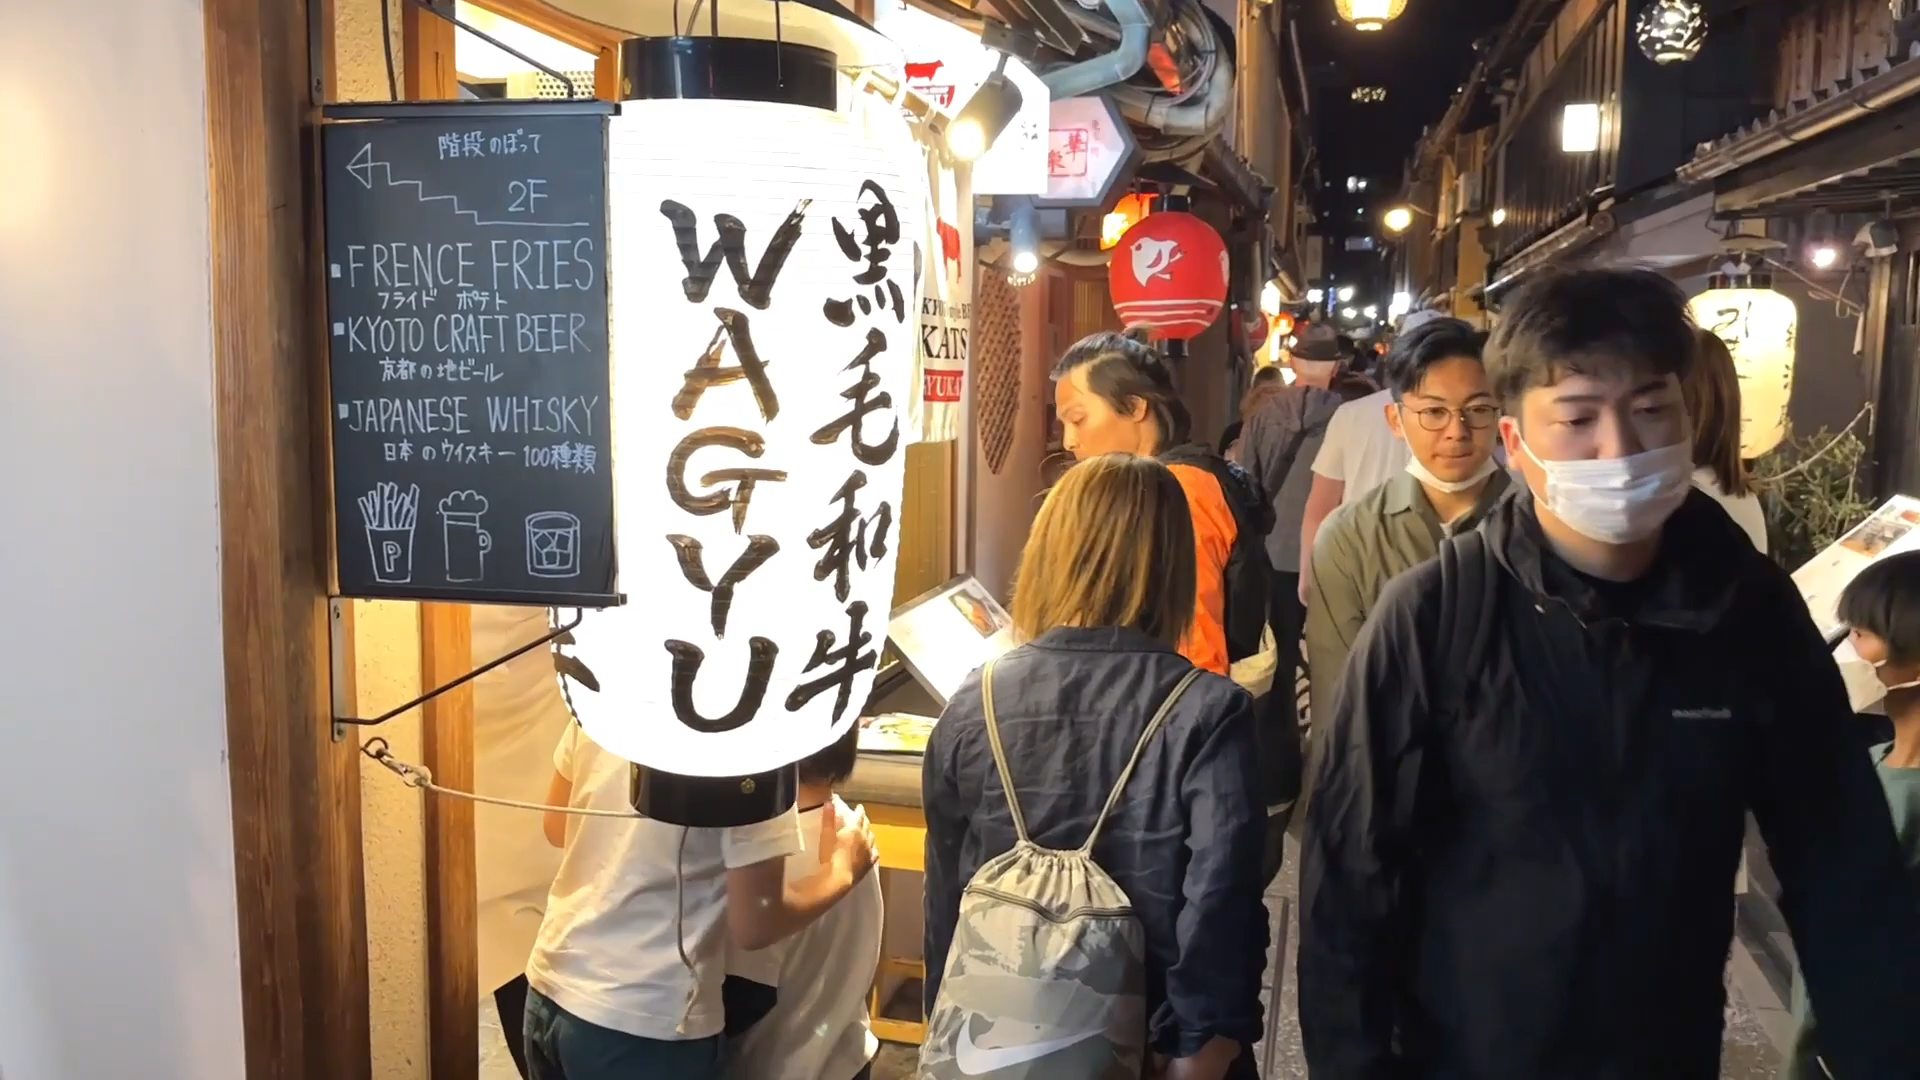 階段のぼって
2F
FRENCE FRIES
フライド ポテト
KYOTO CRAFT BEER
京都の地ビール
JAPANESE WHISKY
日本のウイスキー 100種類
P
WAGYU
黒毛和牛
KATS